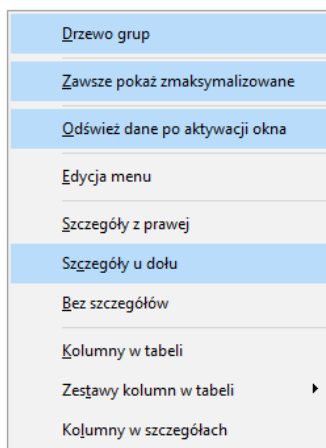 Drzewo grup
Zawsze pokaż zmaksymalizowane
Odśwież dane po aktywacji okna
Edycja menu
Szczegóły z prawej
Szczegóły u dołu
Bez szczegółów
Kolumny w tabeli
Zestawy kolumn w tabeli
Kolumny w szczegółach